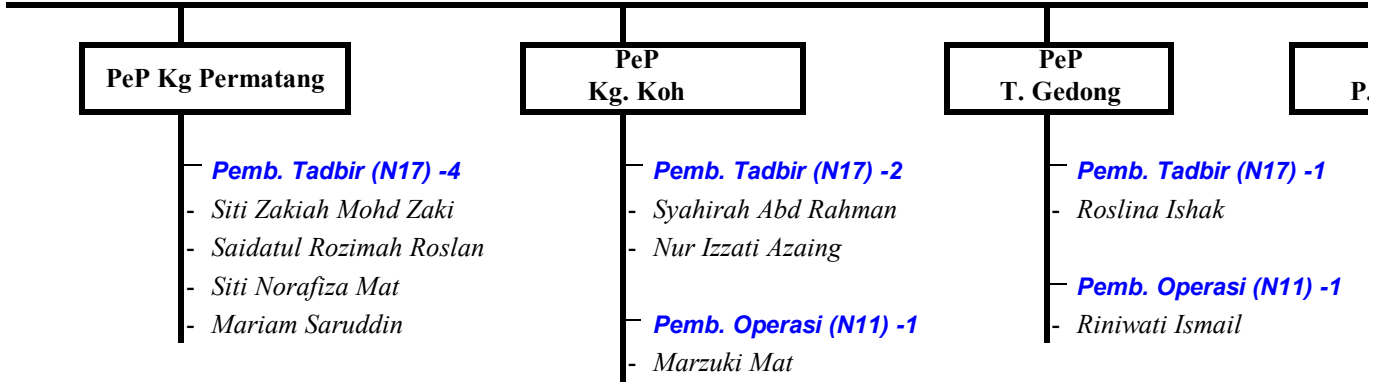 PeP Kg Permatang
Pemb. Tadbir (N17) -4
- Siti Zakiah Mohd Zaki
- Saidatul Rozimah Roslan
- Siti Norafiza Mat
- Mariam Saruddin
PeP
Kg. Koh
Pemb. Tadbir (N17) -2
- Syahirah Abd Rahman
- Nur Izzati Azaing
Pemb. Operasi (N11) -1
- Marzuki Mat
PeP
T. Gedong
Pemb. Tadbir (N17) -1
- Roslina Ishak
Pemb. Operasi (N11) -1
- Riniwati Ismail
P.